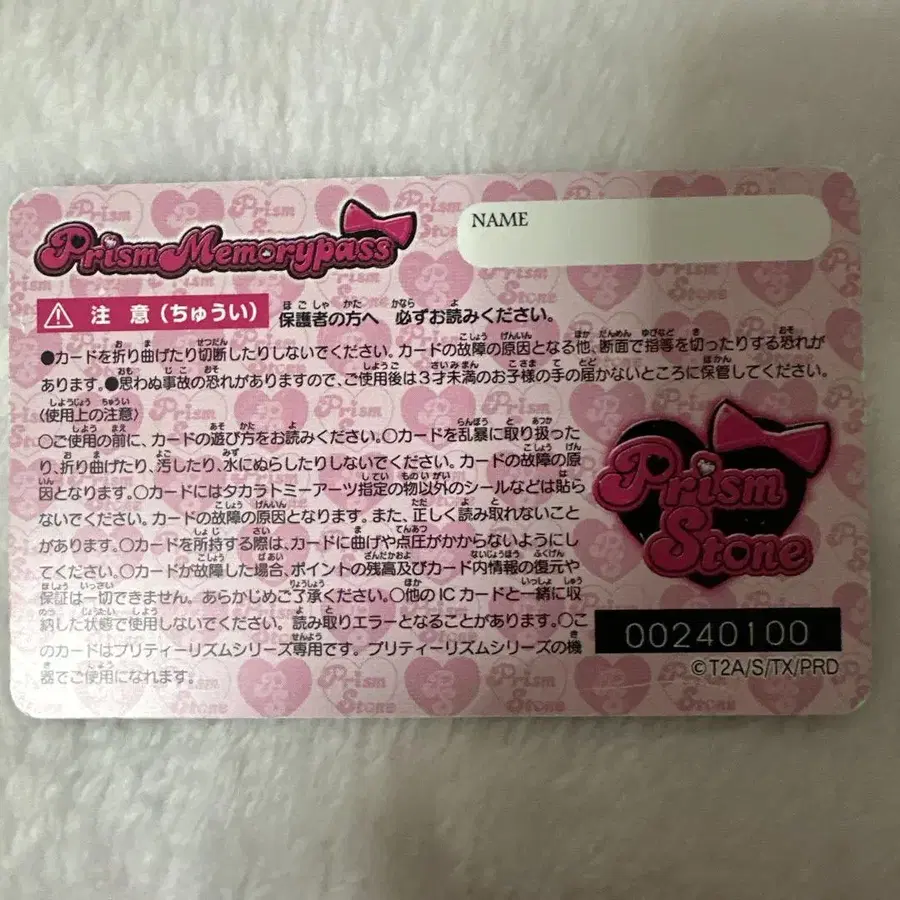 Prism Memorypass
NAME
注 意(ちゅうい) 保護者の方へ 必ずお読みください。
●カードを折り曲げたり切断したりしないでください。カードの故障の原因となる他、断面で指等を切ったりする恐れが
あります。●思わぬ事故の恐れがありますので、ご使用後は3才未満のお子様の手の届かないところに保管してください。
〈使用上の注意〉
○ご使用の前に、カードの遊び方をお読みください。○カードを乱暴に取り扱った
り、折り曲げたり、汚したり、水にぬらしたりしないでください。カードの故障の原
因となります。○カードにはタカラトミーアーツ指定の物以外のシールなどは貼ら
ないでください。カードの故障の原因となります。また、正しく読み取れないこと
があります。○カードを所持する際は、カードに曲げや点圧がかからないようにし
てください。○カードが故障した場合、ポイントの残高及びカード内情報の復元や
保証は一切できません。あらかじめご了承ください。○他のICカードと一緒に収
納した状態で使用しないでください。読み取りエラーとなることがあります。○こ
のカードはプリティーリズムシリーズ専用です。プリティーリズムシリーズの機
器でご使用になれます。
Prism
Stone
00240100
©T2A/S/TX/PRD